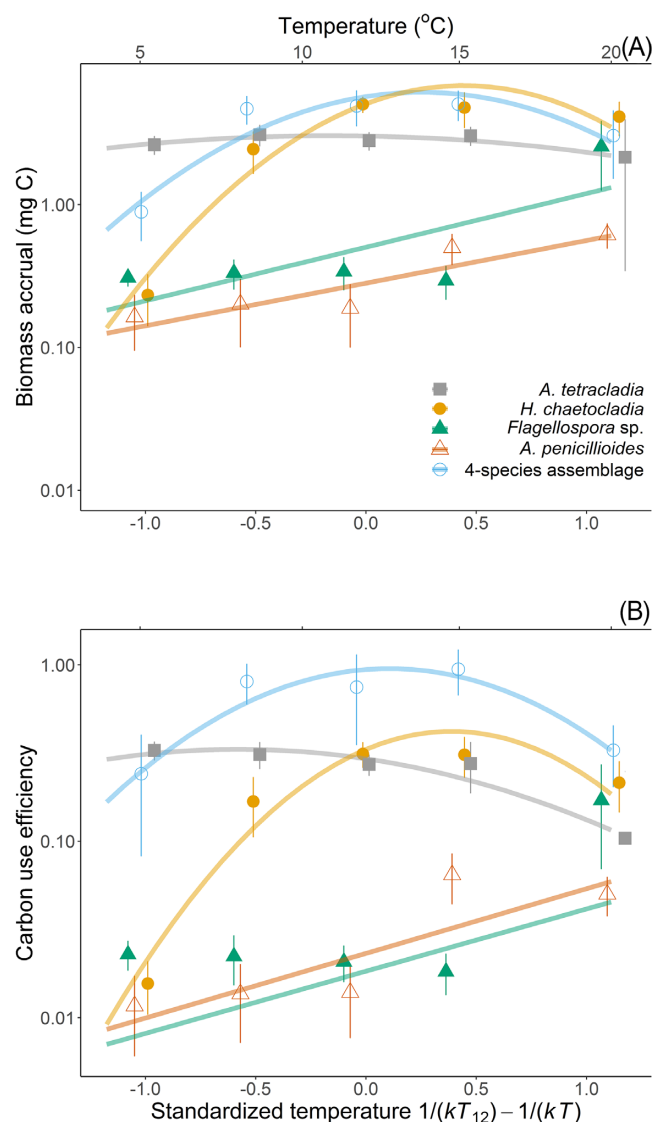 Temperature (°C)
5 10 15 20
(A)
Biomass accrual (mg C)
1.00
0.10
0.01
A. tetracladia
H. chaetocladia
Flagellospora sp.
A. penicillioides
4-species assemblage
-1.0 -0.5 0.0 0.5 1.0
(B)
Carbon use efficiency
1.00
0.10
0.01
-1.0 -0.5 0.0 0.5 1.0
Standardized temperature 1/(kT₁₂) – 1/(kT)